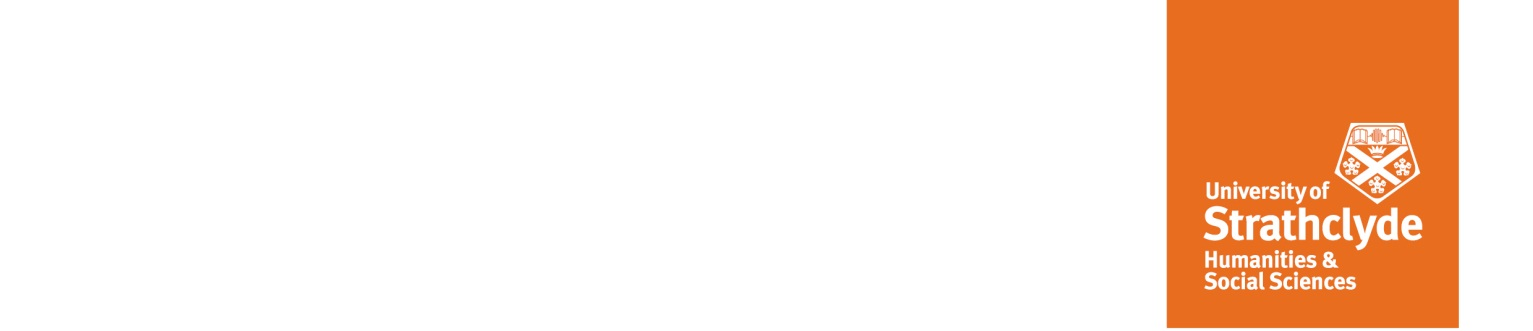 University of
Strathclyde
Humanities &
Social Sciences